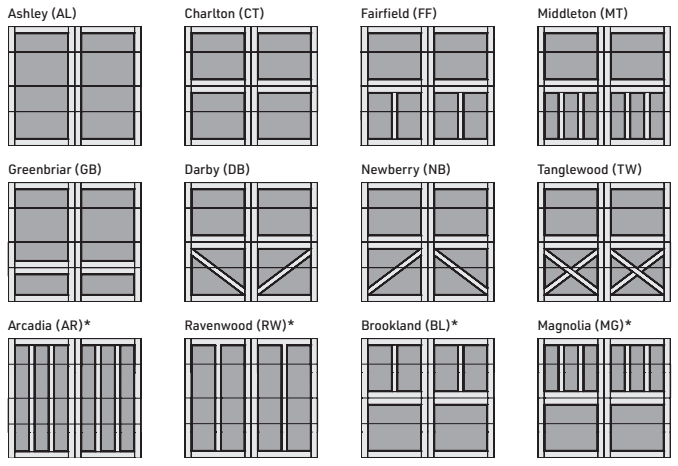 Ashley (AL) Charlton (CT) Fairfield (FF) Middleton (MT)
Greenbriar (GB) Darby (DB) Newberry (NB) Tanglewood (TW)
Arcadia (AR)* Ravenwood (RW)* Brookland (BL)* Magnolia (MG)*